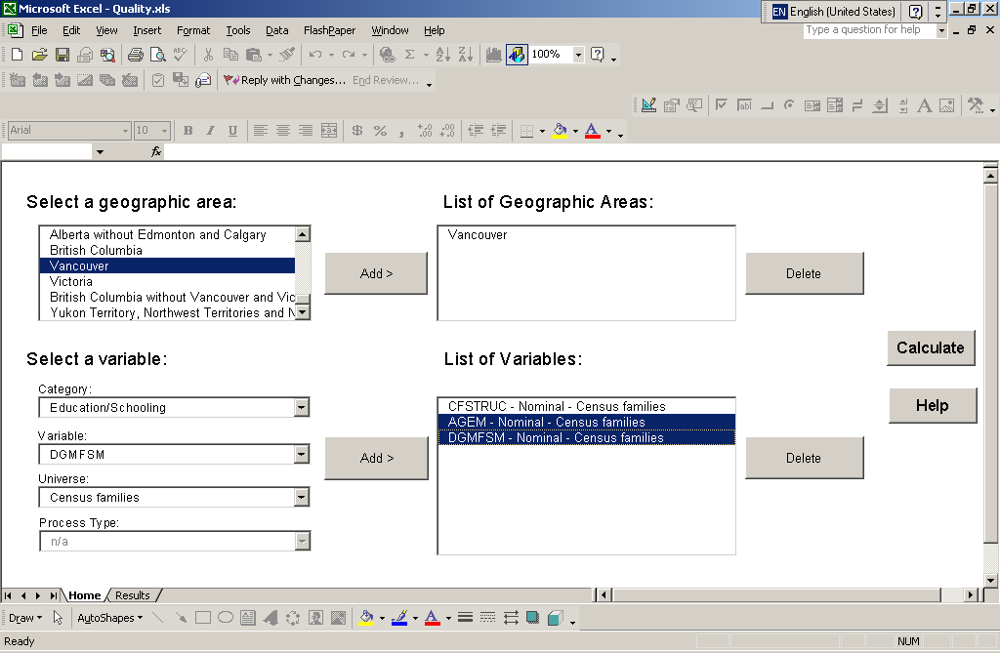 Microsoft Excel - Quality.xls
EN English (United States)
File Edit View Insert Format Tools Data FlashPaper Window Help
Type a question for help
100%
Reply with Changes... End Review...
Arial 10 B I U $ % ,
fx
Select a geographic area:
List of Geographic Areas:
Alberta without Edmonton and Calgary
British Columbia
Vancouver
Victoria
British Columbia without Vancouver and Vic
Yukon Territory, Northwest Territories and N
Add >
Vancouver
Delete
Calculate
Help
Select a variable:
List of Variables:
Category:
Education/Schooling
Variable:
DGMFSM
Universe:
Census families
Process Type:
n/a
Add >
CFSTRUC - Nominal - Census families
AGEM - Nominal - Census families
DGMFSM - Nominal - Census families
Delete
Home Results
Draw AutoShapes
Ready
NUM